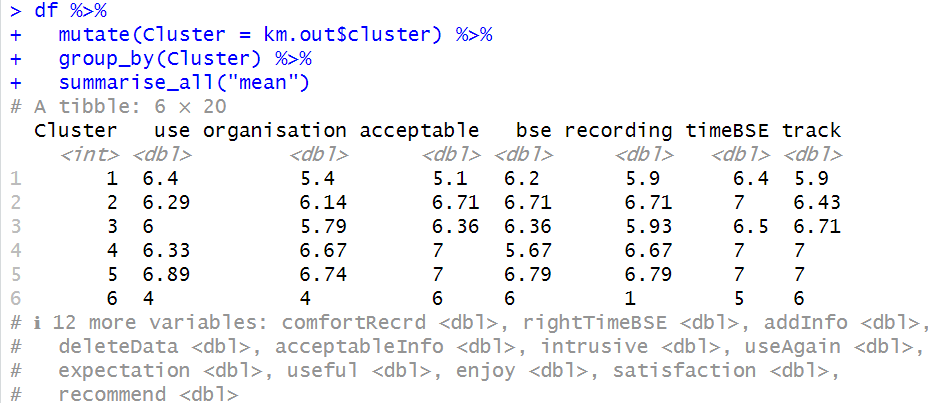 > df %>%
+   mutate(Cluster = km.out$cluster) %>%
+   group_by(Cluster) %>%
+   summarise_all("mean")
# A tibble: 6 × 20
  Cluster   use organisation acceptable   bse recording timeBSE track
    <int> <dbl>        <dbl>      <dbl> <dbl>     <dbl>   <dbl> <dbl>
1       1  6.4          5.4        5.1   6.2       5.9      6.4  5.9
2       2  6.29         6.14       6.71  6.71      6.71     7    6.43
3       3  6            5.79       6.36  6.36      5.93     6.5  6.71
4       4  6.33         6.67       7     5.67      6.67     7    7
5       5  6.89         6.74       7     6.79      6.79     7    7
6       6  4            4          6     6         1        5    6
# ℹ 12 more variables: comfortRecrd <dbl>, rightTimeBSE <dbl>, addInfo <dbl>,
#   deleteData <dbl>, acceptableInfo <dbl>, intrusive <dbl>, useAgain <dbl>,
#   expectation <dbl>, useful <dbl>, enjoy <dbl>, satisfaction <dbl>,
#   recommend <dbl>